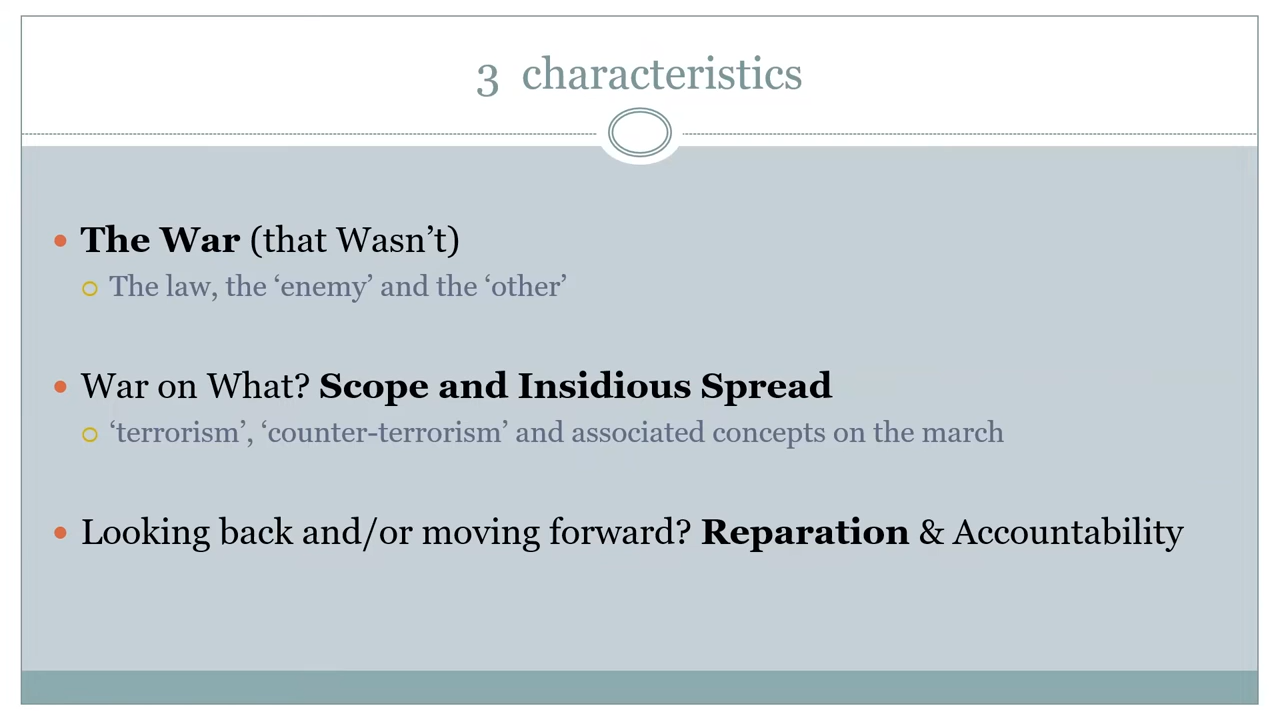 3 characteristics
The War (that Wasn’t)
The law, the ‘enemy’ and the ‘other’
War on What? Scope and Insidious Spread
‘terrorism’, ‘counter-terrorism’ and associated concepts on the march
Looking back and/or moving forward? Reparation & Accountability